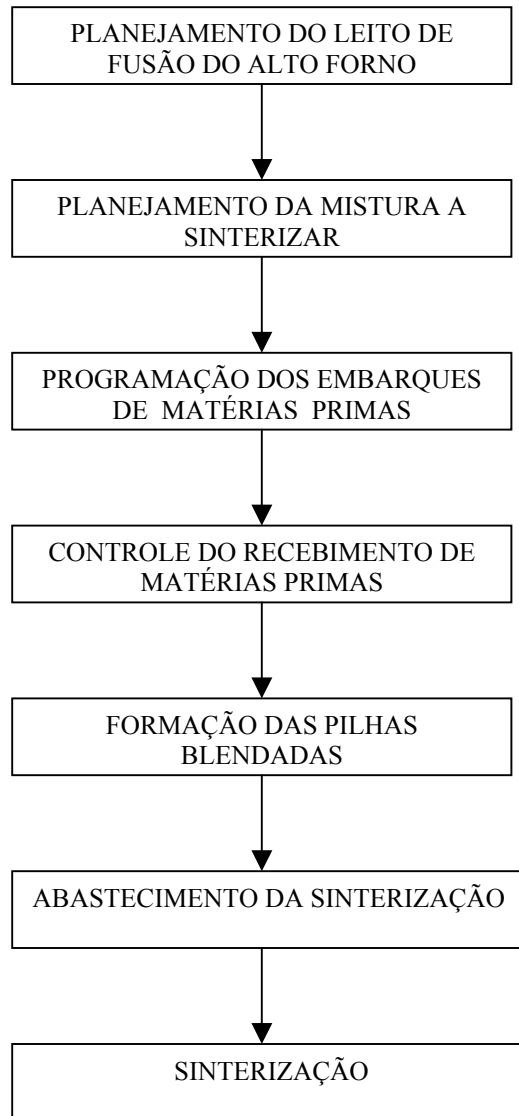 PLANEJAMENTO DO LEITO DE
FUSÃO DO ALTO FORNO
PLANEJAMENTO DA MISTURA A
SINTERIZAR
PROGRAMAÇÃO DOS EMBARQUES
DE MATÉRIAS PRIMAS
CONTROLE DO RECEBIMENTO DE
MATÉRIAS PRIMAS
FORMAÇÃO DAS PILHAS
BLENDADAS
ABASTECIMENTO DA SINTERIZAÇÃO
SINTERIZAÇÃO